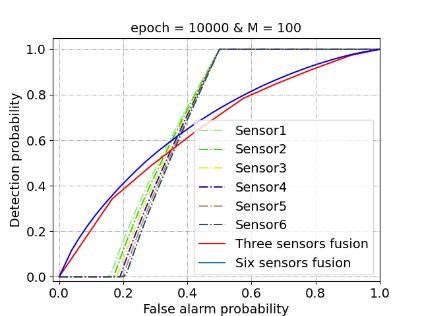 epoch = 10000 & M = 100
1.0
0.8
0.6
0.4
0.2
0.0
Detection probability
Sensor1
Sensor2
Sensor3
Sensor4
Sensor5
Sensor6
Three sensors fusion
Six sensors fusion
0.0 0.2 0.4 0.6 0.8 1.0
False alarm probability